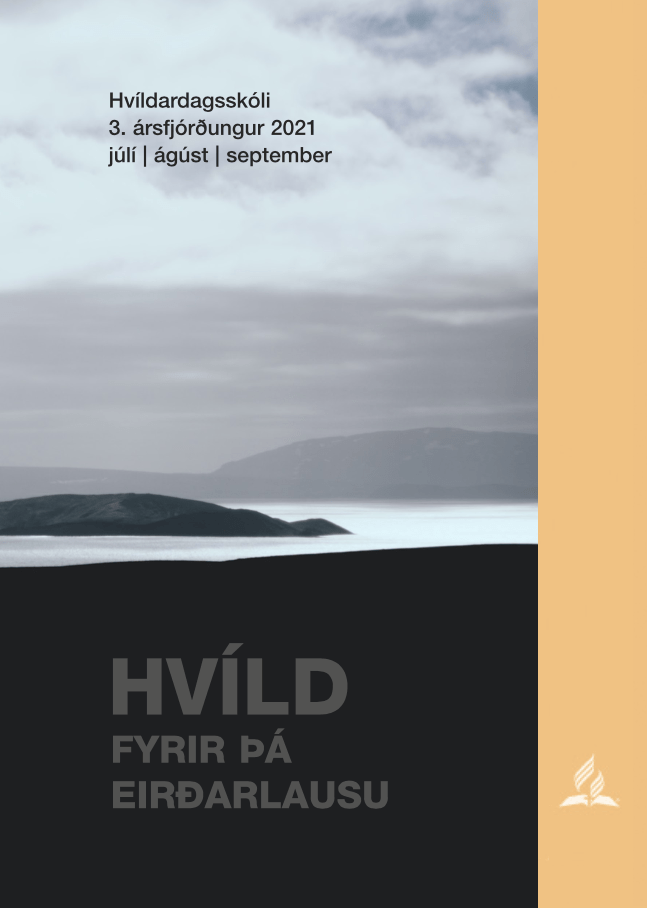 Hvíldardagsskóli
3. ársfjórðungur 2021
júlí | ágúst | september
HVÍLD
FYRIR ÞÁ
EIRÐARLAUSU